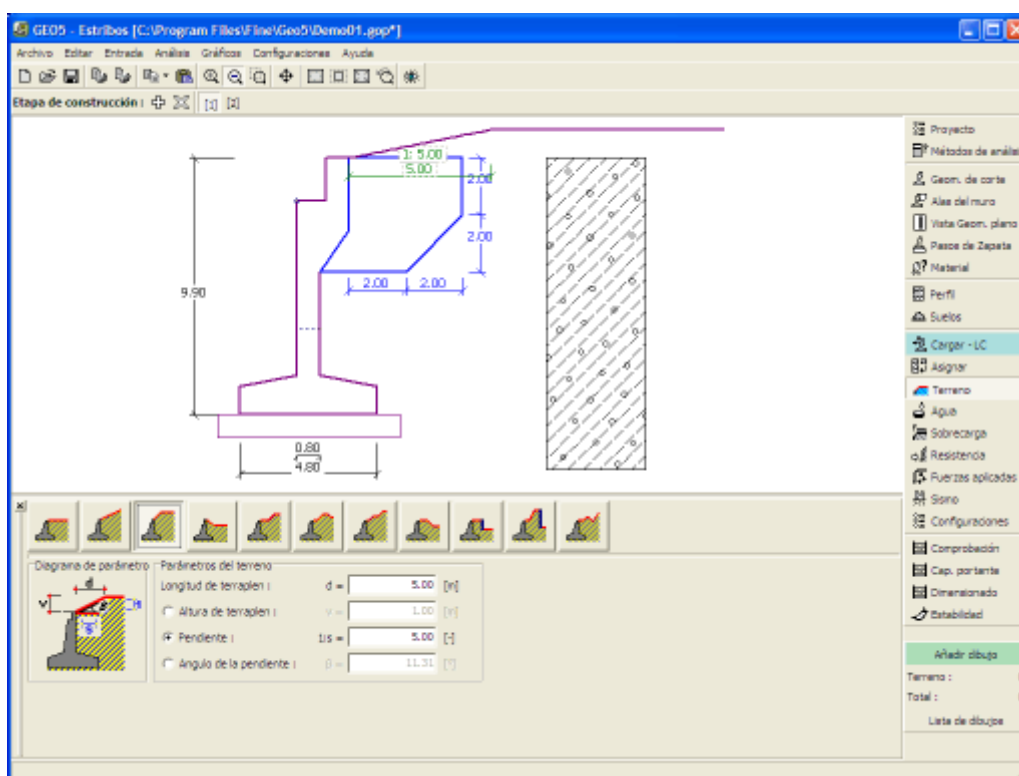 GEO5 - Estribos [C:\Program Files\Fine\Geo5\Demo01.gop*]
Archivo Editar Entrada Análisis Gráficos Configuraciones Ayuda
Etapa de construcción : [1] [2]
1: 5.00
5.00
2.00
2.00
2.00 2.00
9.90
0.80
4.80
Proyecto
Métodos de anális
Geom. de corte
Alas del muro
Vista Geom. plano
Pasos de Zapata
Material
Perfil
Suelos
Cargar - LC
Asignar
Terreno
Agua
Sobrecarga
Resistencia
Fuerzas aplicadas
Sismo
Configuraciones
Comprobación
Cap. portante
Dimensionado
Estabilidad
Añadir dibujo
Terreno :
Total :
Lista de dibujos
Diagrama de parámetro
d
v
Parámetros del terreno
Longitud de terraplen : d = 5.00 [m]
Altura de terraplen : v = 1.00 [m]
Pendiente : 1:s = 5.00 [-]
Angulo de la pendiente : β = 11.31 [°]